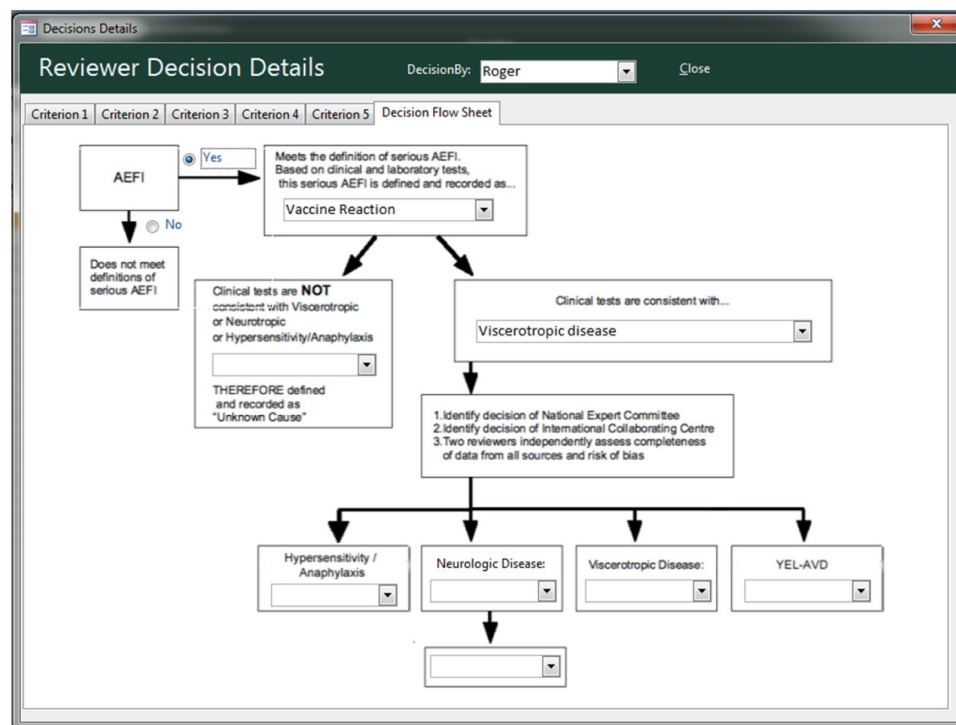 Decisions Details
Reviewer Decision Details
DecisionBy:
Roger
Close
Criterion 1
Criterion 2
Criterion 3
Criterion 4
Criterion 5
Decision Flow Sheet
AEFI
Yes
No
Meets the definition of serious AEFI.
Based on clinical and laboratory tests,
this serious AEFI is defined and recorded as...
Vaccine Reaction
Does not meet
definitions of
serious AEFI
Clinical tests are NOT
consistent with Viscerotropic
or Neurotropic
or Hypersensitivity/Anaphylaxis
THEREFORE defined
and recorded as
"Unknown Cause"
Clinical tests are consistent with...
Viscerotropic disease
1.Identify decision of National Expert Committee
2.Identify decision of International Collaborating Centre
3.Two reviewers independently assess completeness
of data from all sources and risk of bias
Hypersensitivity /
Anaphylaxis
Neurologic Disease:
Viscerotropic Disease:
YEL-AVD